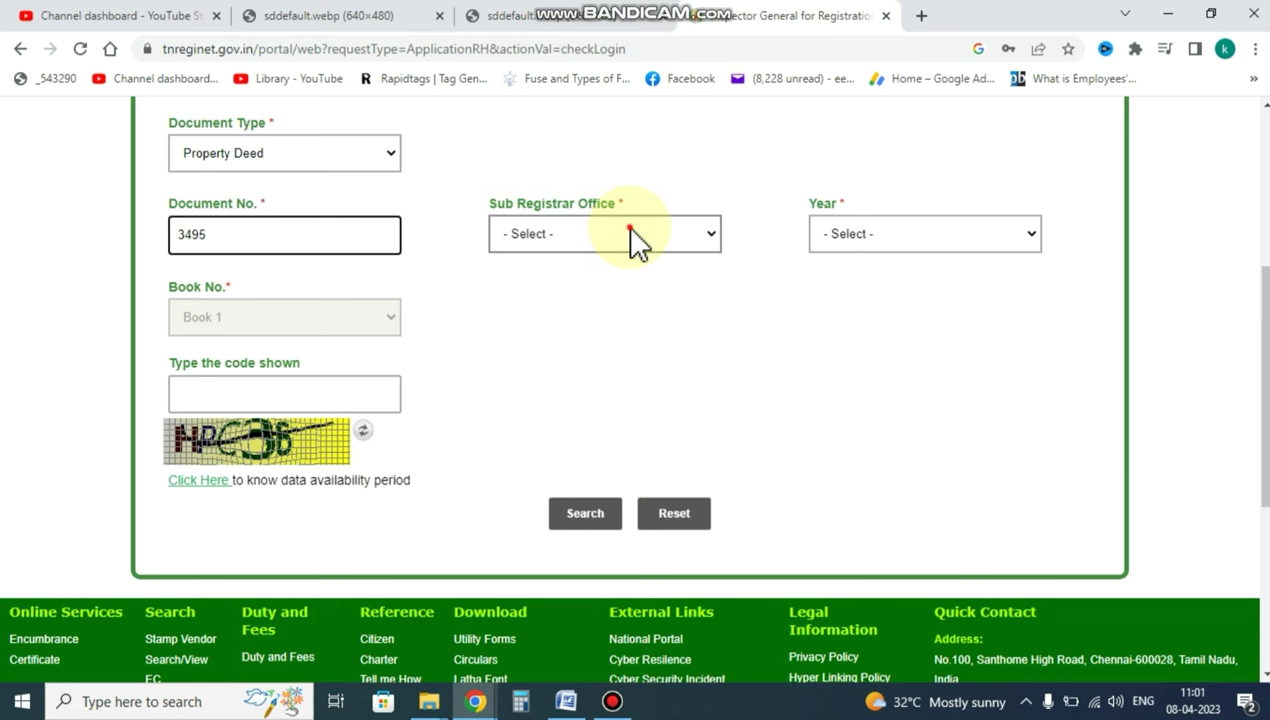 Channel dashboard - YouTube St
sddefault.webp (640×480)
sddefault.
www.BANDICAM.com
ector General for Registration
tnreginet.gov.in/portal/web?requestType=ApplicationRH&actionVal=checkLogin
_543290
Channel dashboard...
Library - YouTube
Rapidtags | Tag Gen...
Fuse and Types of F...
Facebook
(8,228 unread) - ee...
Home – Google Ad...
What is Employees'...
Document Type *
Property Deed
Document No. *
Sub Registrar Office *
Year *
3495
- Select -
- Select -
Book No.*
Book 1
Type the code shown
Click Here to know data availability period
Search
Reset
Online Services
Encumbrance
Certificate
Search
Stamp Vendor
Search/View
EC
Duty and
Fees
Duty and Fees
Reference
Citizen
Charter
Tell me How
Download
Utility Forms
Circulars
Latha Font
External Links
National Portal
Cyber Resilence
Cyber Security Incident
Legal
Information
Privacy Policy
Hyper Linking Policy
Quick Contact
Address:
No.100, Santhome High Road, Chennai-600028, Tamil Nadu,
India
Type here to search
32°C Mostly sunny
ENG
11:01
08-04-2023
2